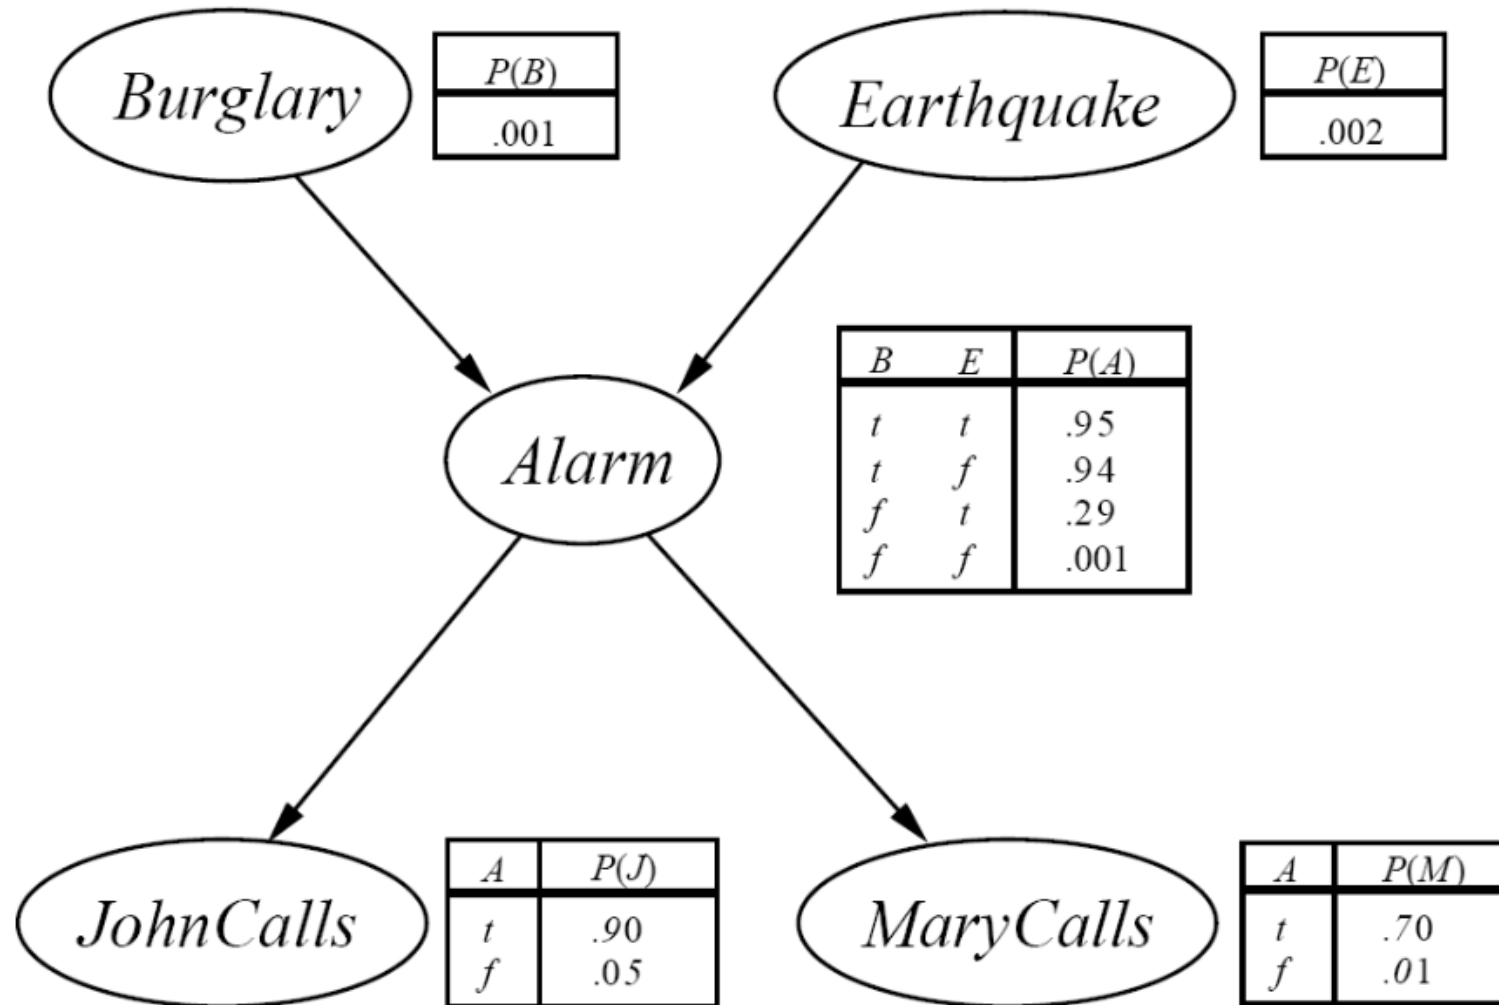 Burglary
P(B)
.001
Earthquake
P(E)
.002
Alarm
B E P(A)
t t .95
t f .94
f t .29
f f .001
JohnCalls
A P(J)
t .90
f .05
MaryCalls
A P(M)
t .70
f .01